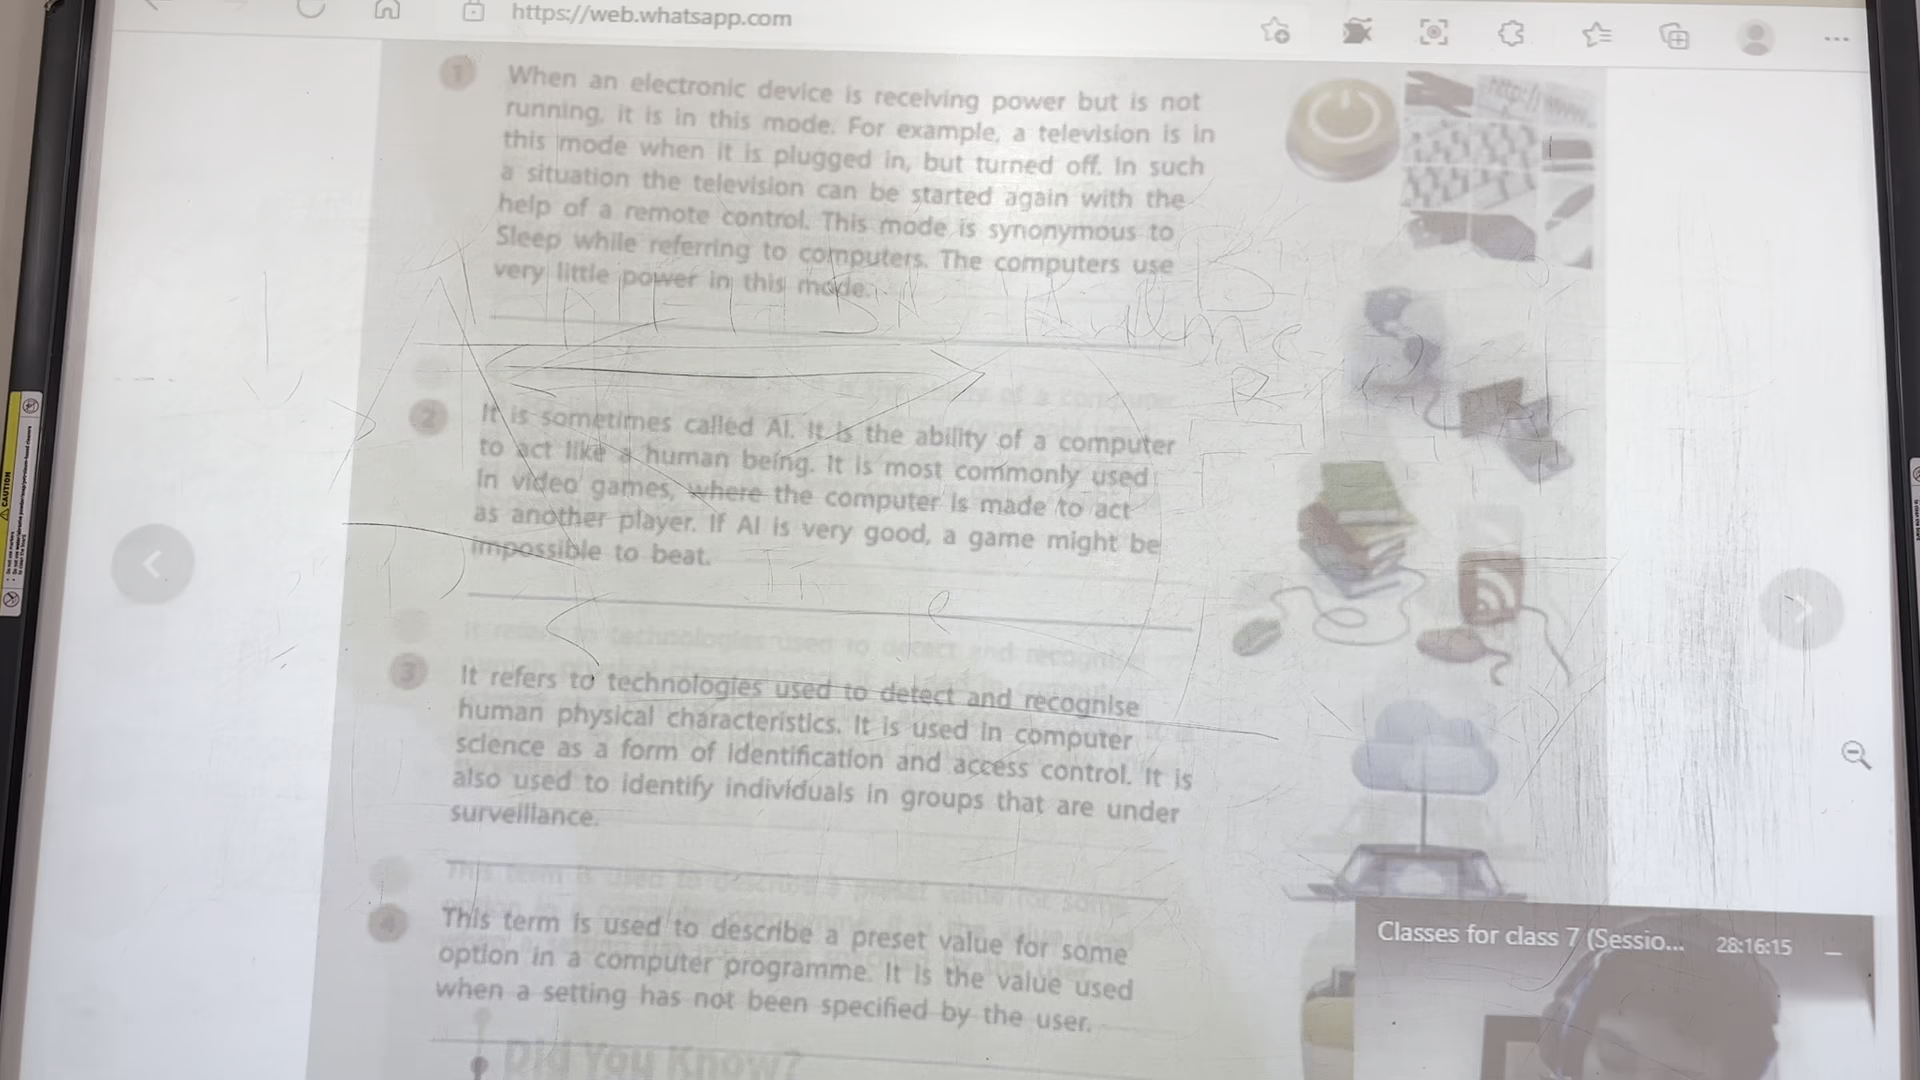 https://web.whatsapp.com
1 When an electronic device is receiving power but is not
running, it is in this mode. For example, a television is in
this mode when it is plugged in, but turned off. In such
a situation the television can be started again with the
help of a remote control. This mode is synonymous to
Sleep while referring to computers. The computers use
very little power in this mode.
http://www.
2 It is sometimes called AI. It is the ability of a computer
to act like a human being. It is most commonly used
in video games, where the computer is made to act
as another player. If AI is very good, a game might be
impossible to beat.
3 It refers to technologies used to detect and recognise
human physical characteristics. It is used in computer
science as a form of identification and access control. It is
also used to identify individuals in groups that are under
surveillance.
4 This term is used to describe a preset value for some
option in a computer programme. It is the value used
when a setting has not been specified by the user.
Did You Know?
Classes for class 7 (Sessio... 28:16:15
CAUTION